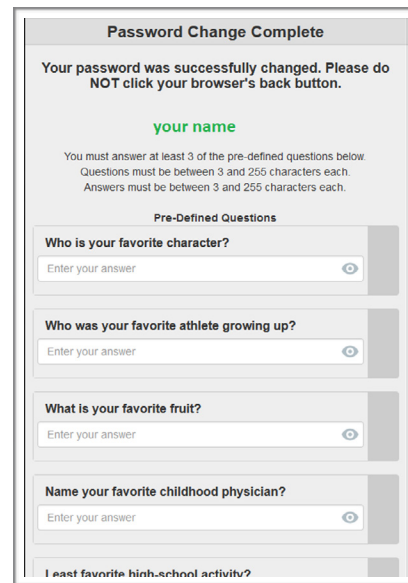 Password Change Complete
Your password was successfully changed. Please do
NOT click your browser's back button.
your name
You must answer at least 3 of the pre-defined questions below.
Questions must be between 3 and 255 characters each.
Answers must be between 3 and 255 characters each.
Pre-Defined Questions
Who is your favorite character?
Enter your answer
Who was your favorite athlete growing up?
Enter your answer
What is your favorite fruit?
Enter your answer
Name your favorite childhood physician?
Enter your answer
Least favorite high-school activity?